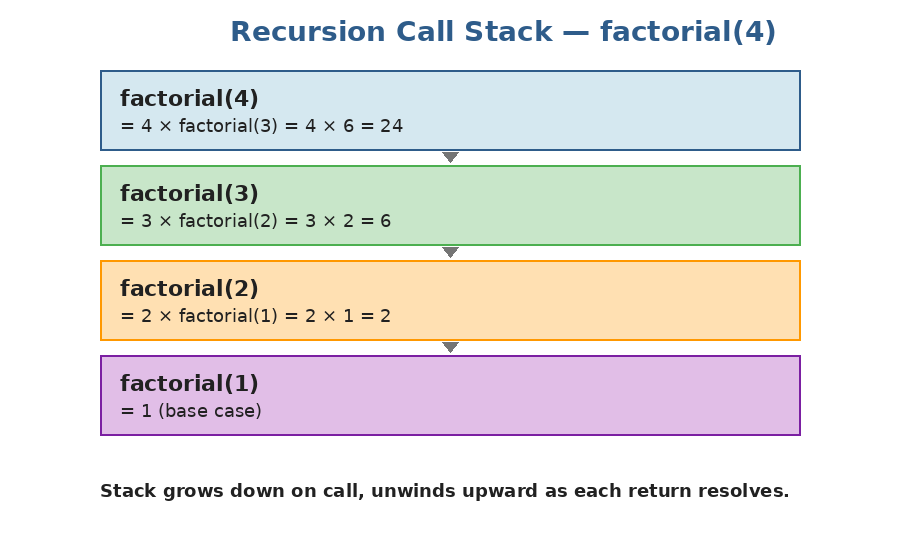 Recursion Call Stack — factorial(4)
factorial(4)
= 4 × factorial(3) = 4 × 6 = 24
factorial(3)
= 3 × factorial(2) = 3 × 2 = 6
factorial(2)
= 2 × factorial(1) = 2 × 1 = 2
factorial(1)
= 1 (base case)
Stack grows down on call, unwinds upward as each return resolves.